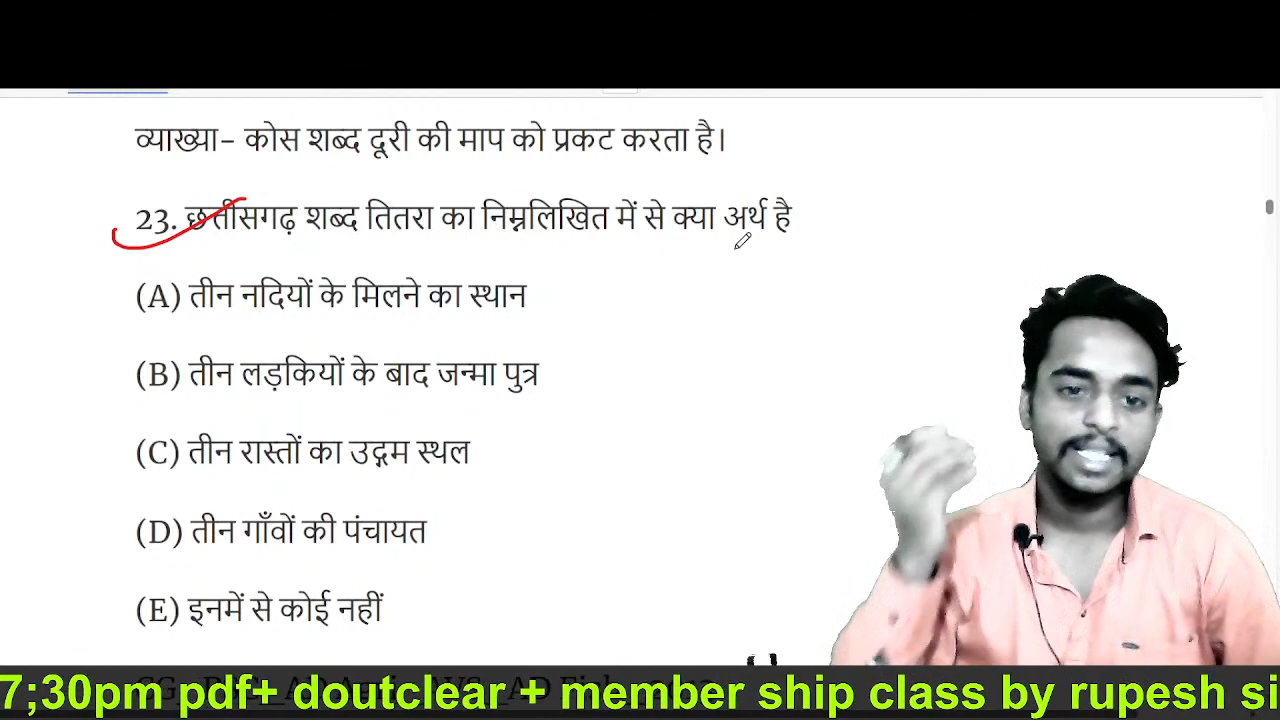 व्याख्या- कोस शब्द दूरी की माप को प्रकट करता है।
23. छत्तीसगढ़ शब्द तितरा का निम्नलिखित में से क्या अर्थ है
(A) तीन नदियों के मिलने का स्थान
(B) तीन लड़कियों के बाद जन्मा पुत्र
(C) तीन रास्तों का उद्गम स्थल
(D) तीन गाँवों की पंचायत
(E) इनमें से कोई नहीं
7;30pm pdf+ doutclear + member ship class by rupesh si